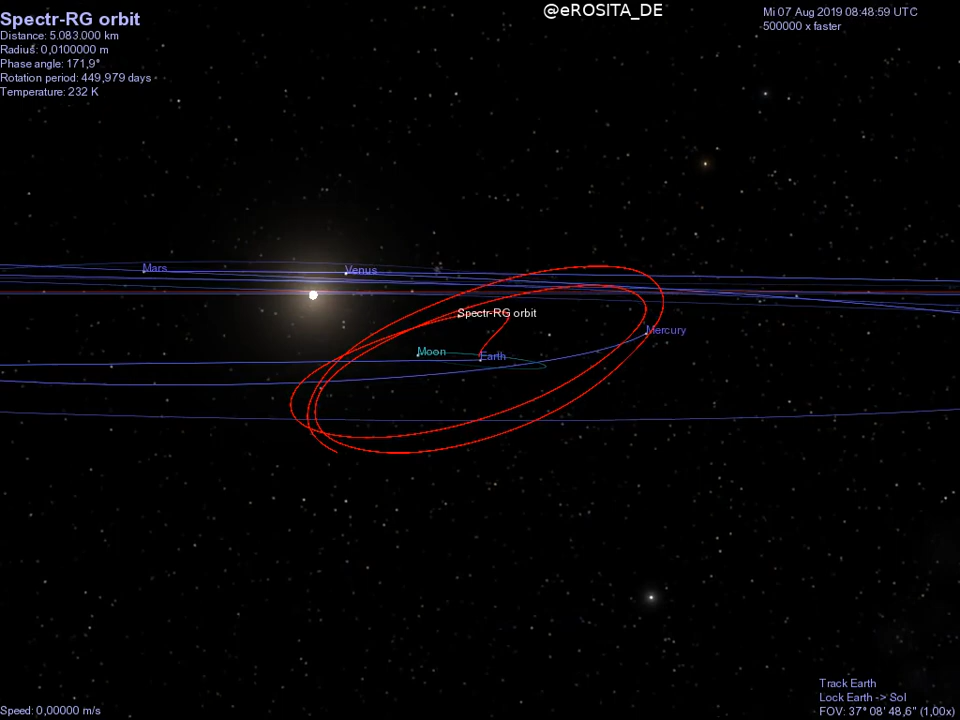 @eROSITA_DE
Spectr-RG orbit
Distance: 5.083.000 km
Radius: 0,0100000 m
Phase angle: 171,9°
Rotation period: 449,979 days
Temperature: 232 K
Mi 07 Aug 2019 08:48:59 UTC
500000 x faster
Mars
Venus
Spectr-RG orbit
Mercury
Moon
Earth
Speed: 0,00000 m/s
Track Earth
Lock Earth -> Sol
FOV: 37° 08' 48,6" (1,00x)